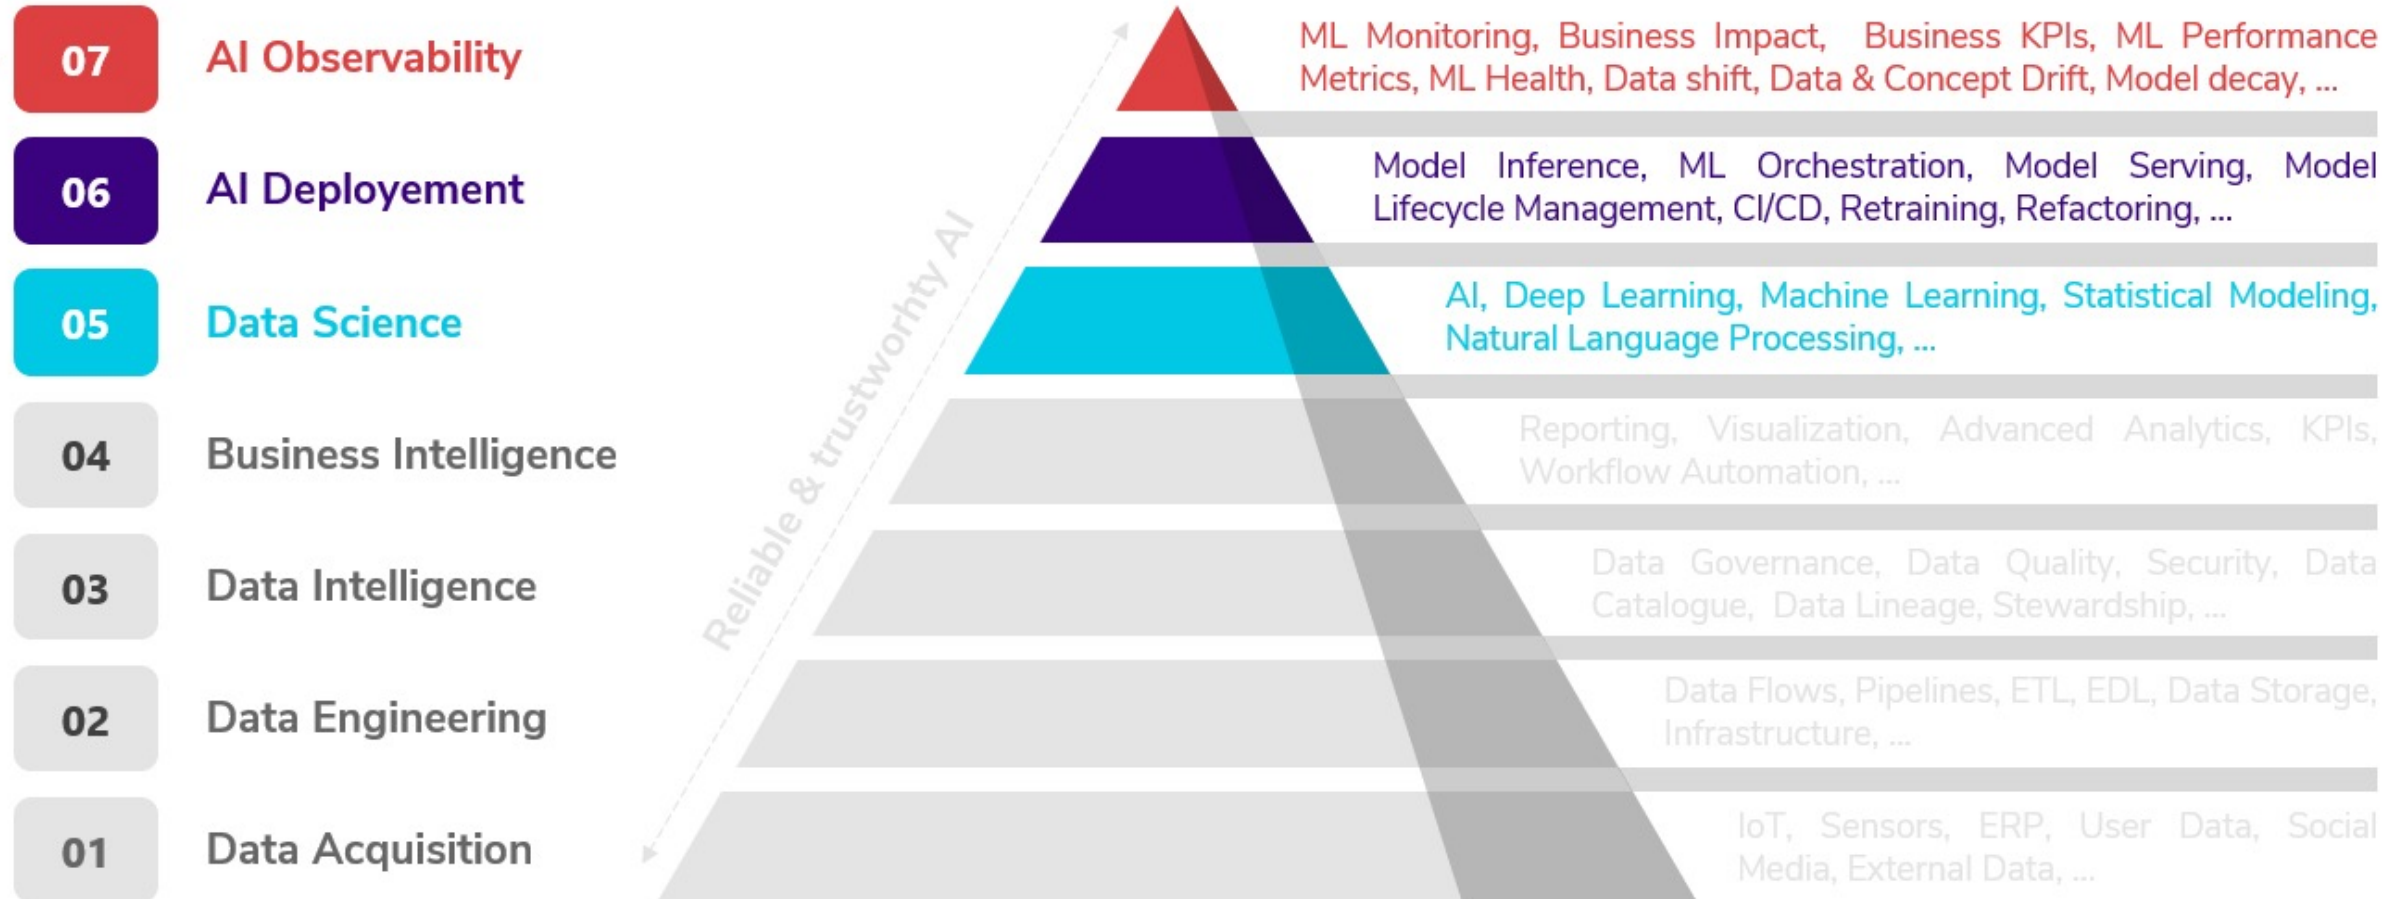 07
AI Observability
ML Monitoring, Business Impact, Business KPIs, ML Performance
Metrics, ML Health, Data shift, Data & Concept Drift, Model decay, ...
06
AI Deployement
Model Inference, ML Orchestration, Model Serving, Model
Lifecycle Management, CI/CD, Retraining, Refactoring, ...
05
Data Science
AI, Deep Learning, Machine Learning, Statistical Modeling,
Natural Language Processing, ...
04
Business Intelligence
Reporting, Visualization, Advanced Analytics, KPIs,
Workflow Automation, ...
03
Data Intelligence
Data Governance, Data Quality, Security, Data
Catalogue, Data Lineage, Stewardship, ...
02
Data Engineering
Data Flows, Pipelines, ETL, EDL, Data Storage,
Infrastructure, ...
01
Data Acquisition
IoT, Sensors, ERP, User Data, Social
Media, External Data, ...
Reliable & trustworhty AI